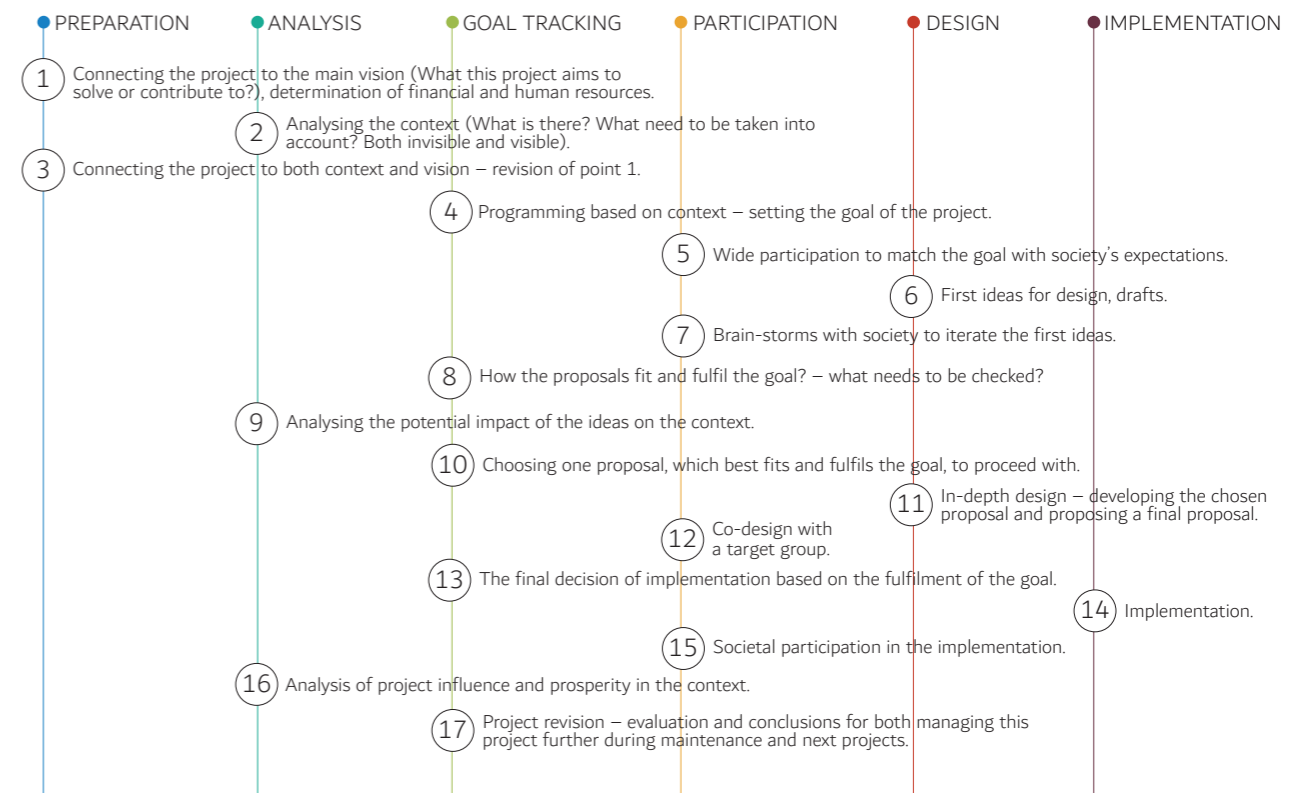 PREPARATION
ANALYSIS
GOAL TRACKING
PARTICIPATION
DESIGN
IMPLEMENTATION
1
Connecting the project to the main vision (What this project aims to
solve or contribute to?), determination of financial and human resources.
2
Analysing the context (What is there? What need to be taken into
account? Both invisible and visible).
3
Connecting the project to both context and vision – revision of point 1.
4
Programming based on context – setting the goal of the project.
5
Wide participation to match the goal with society's expectations.
6
First ideas for design, drafts.
7
Brain-storms with society to iterate the first ideas.
8
How the proposals fit and fulfil the goal? – what needs to be checked?
9
Analysing the potential impact of the ideas on the context.
10
Choosing one proposal, which best fits and fulfils the goal, to proceed with.
11
In-depth design – developing the chosen
proposal and proposing a final proposal.
12
Co-design with
a target group.
13
The final decision of implementation based on the fulfilment of the goal.
14
Implementation.
15
Societal participation in the implementation.
16
Analysis of project influence and prosperity in the context.
17
Project revision – evaluation and conclusions for both managing this
project further during maintenance and next projects.